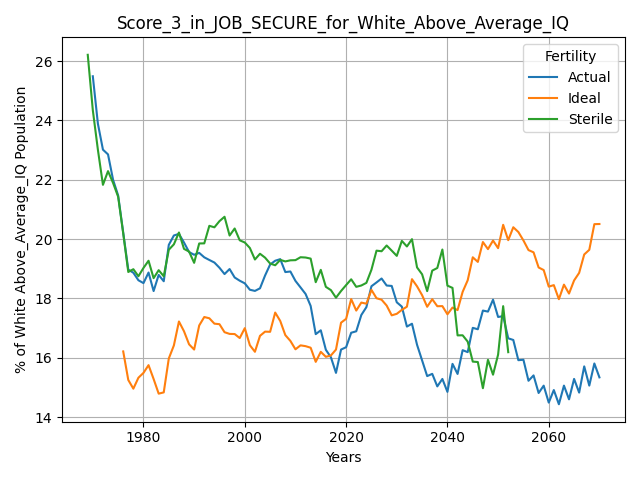 Score_3_in_JOB_SECURE_for_White_Above_Average_IQ
% of White Above_Average_IQ Population
26
24
22
20
18
16
14
Fertility
Actual
Ideal
Sterile
1980 2000 2020 2040 2060
Years